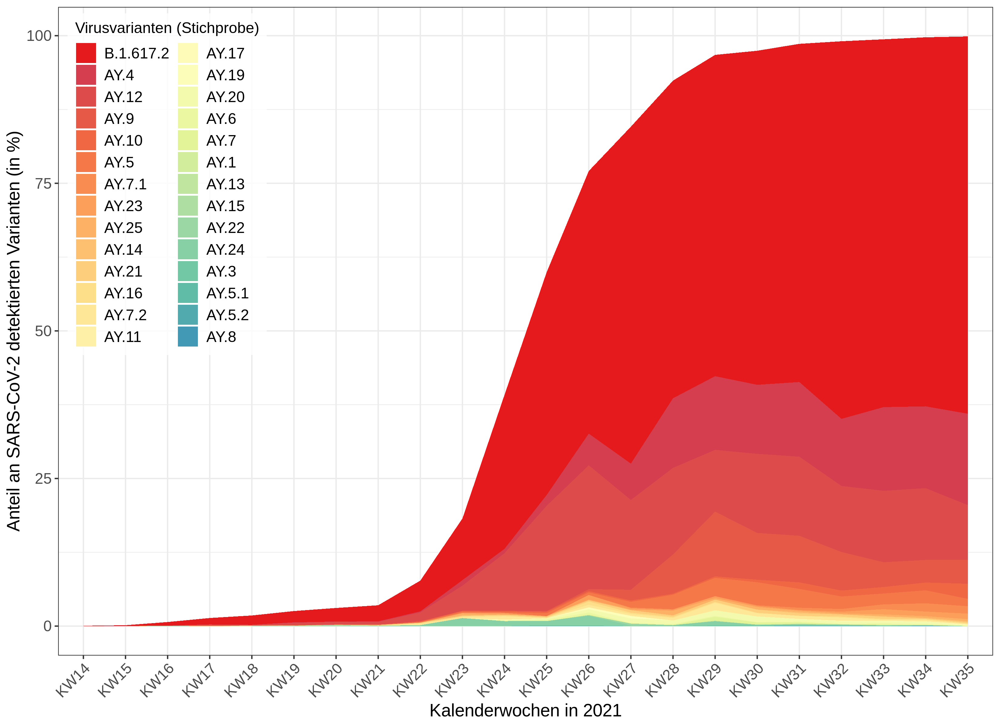 Virusvarianten (Stichprobe)
B.1.617.2
AY.4
AY.12
AY.9
AY.10
AY.5
AY.7.1
AY.23
AY.25
AY.14
AY.21
AY.16
AY.7.2
AY.11
AY.17
AY.19
AY.20
AY.6
AY.7
AY.1
AY.13
AY.15
AY.22
AY.24
AY.3
AY.5.1
AY.5.2
AY.8
Anteil an SARS-CoV-2 detektierten Varianten (in %)
100
75
50
25
0
KW14
KW15
KW16
KW17
KW18
KW19
KW20
KW21
KW22
KW23
KW24
KW25
KW26
KW27
KW28
KW29
KW30
KW31
KW32
KW33
KW34
KW35
Kalenderwochen in 2021